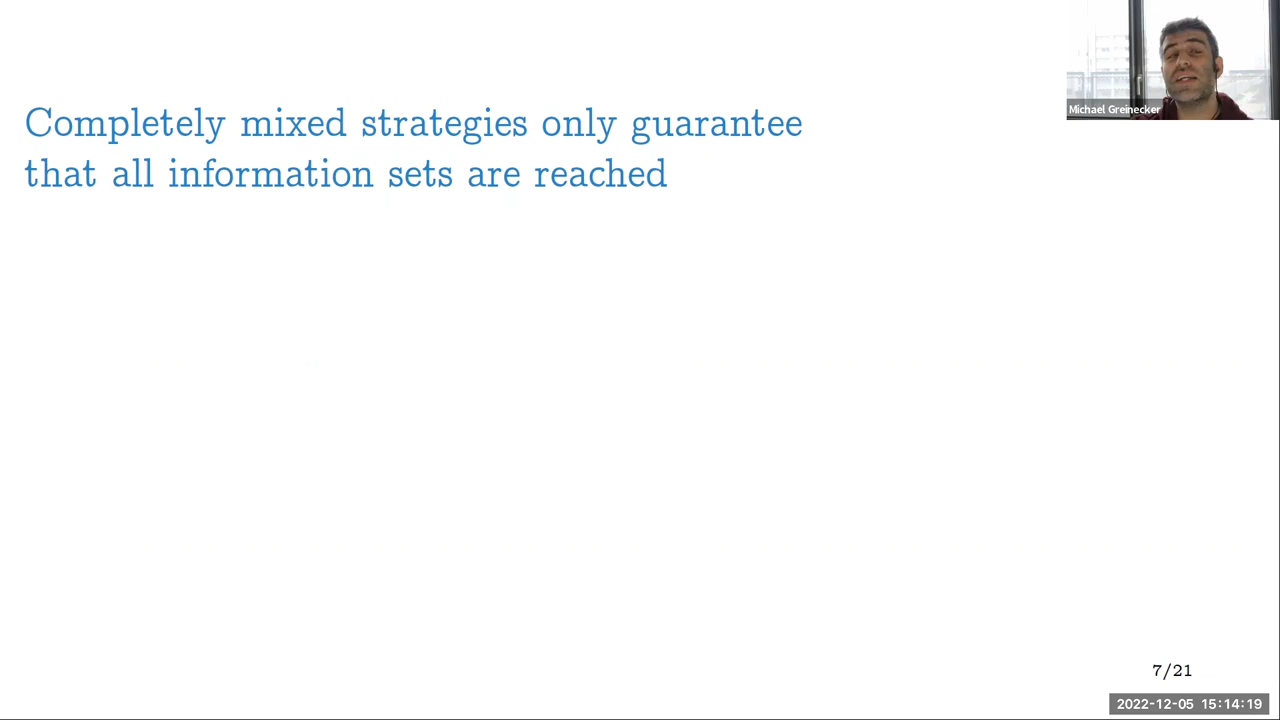 Michael Greinecker
Completely mixed strategies only guarantee
that all information sets are reached
7/21
2022-12-05 15:14:19